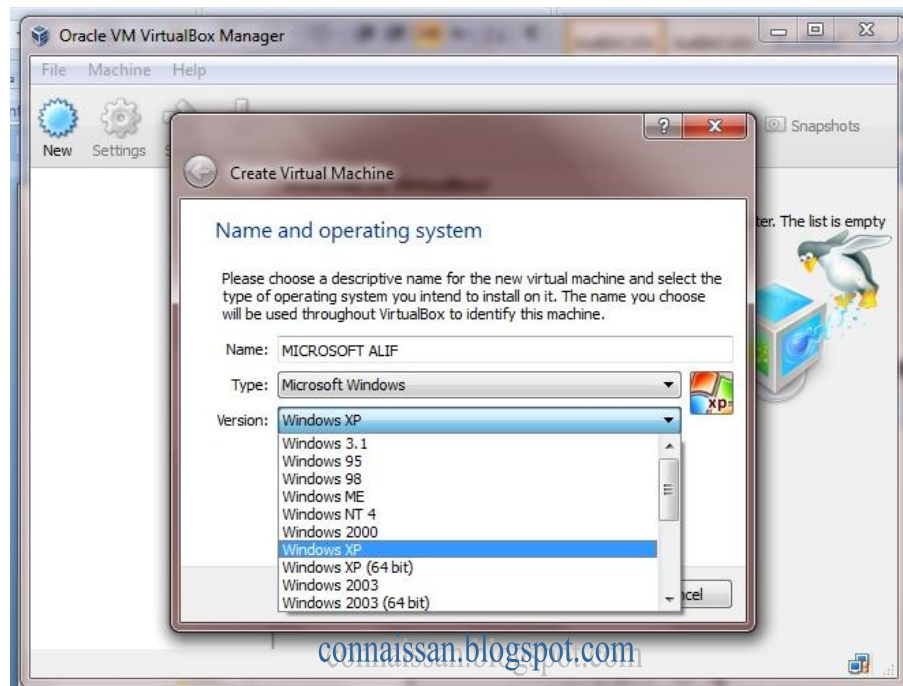 Oracle VM VirtualBox Manager
File Machine Help
New Settings
Snapshots
Create Virtual Machine
ter. The list is empty
Name and operating system
Please choose a descriptive name for the new virtual machine and select the
type of operating system you intend to install on it. The name you choose
will be used throughout VirtualBox to identify this machine.
Name: MICROSOFT ALIF
Type: Microsoft Windows
xp
Version: Windows XP
Windows 3.1
Windows 95
Windows 98
Windows ME
Windows NT 4
Windows 2000
Windows XP
Windows XP (64 bit)
Windows 2003
Windows 2003 (64 bit)
ncel
connaissan.blogspot.com